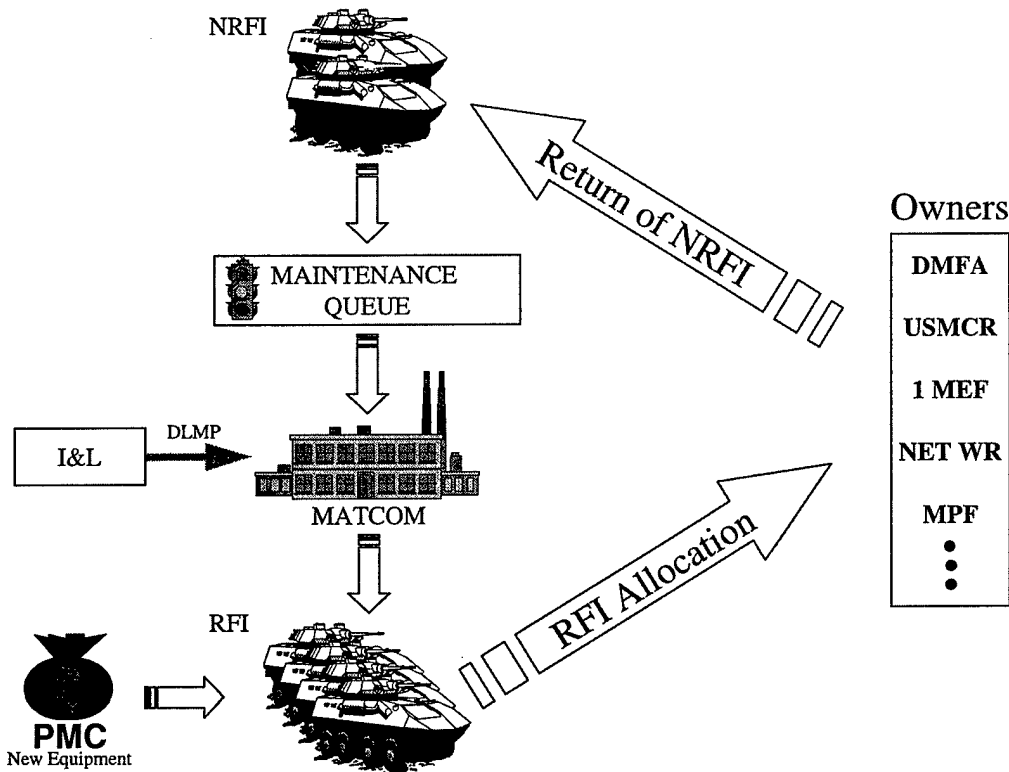 NRFI
Return of NRFI
Owners
DMFA
USMCR
1 MEF
NET WR
MPF
MAINTENANCE
QUEUE
I&L
DLMP
MATCOM
RFI
RFI Allocation
PMC
New Equipment